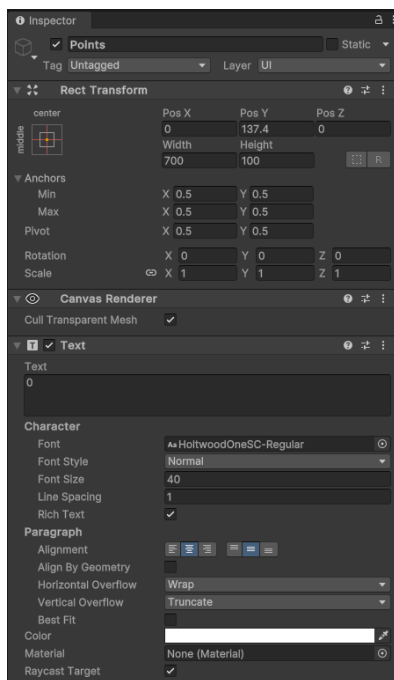 Inspector
Points Static
Tag Untagged Layer UI
Rect Transform
center Pos X Pos Y Pos Z
middle 0 137.4 0
Width Height
700 100 R
Anchors
Min X 0.5 Y 0.5
Max X 0.5 Y 0.5
Pivot X 0.5 Y 0.5
Rotation X 0 Y 0 Z 0
Scale X 1 Y 1 Z 1
Canvas Renderer
Cull Transparent Mesh
T Text
Text
0
Character
Font Aa HoltwoodOneSC-Regular
Font Style Normal
Font Size 40
Line Spacing 1
Rich Text
Paragraph
Alignment
Align By Geometry
Horizontal Overflow Wrap
Vertical Overflow Truncate
Best Fit
Color
Material None (Material)
Raycast Target